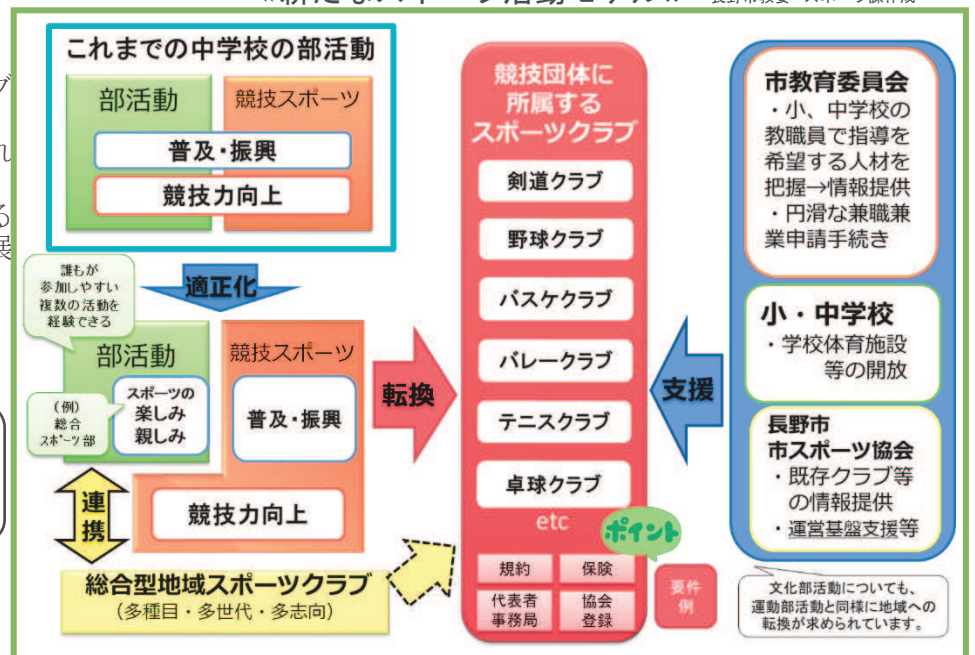 これまでの中学校の部活動
部活動
競技スポーツ
普及・振興
競技力向上
適正化
誰もが
参加しやすい
複数の活動を
経験できる
部活動
(例)
総合
スポーツ部
スポーツの
楽しみ
親しみ
競技スポーツ
普及・振興
競技力向上
連携
総合型地域スポーツクラブ
(多種目・多世代・多志向)
転換
競技団体に
所属する
スポーツクラブ
剣道クラブ
野球クラブ
バスケクラブ
バレークラブ
テニスクラブ
卓球クラブ
etc
ポイント
規約
保険
代表者
事務局
協会
登録
要件
例
支援
市教育委員会
・小、中学校の
教職員で指導を
希望する人材を
把握→情報提供
・円滑な兼職兼
業申請手続き
小・中学校
・学校体育施設
等の開放
長野市
市スポーツ協会
・既存クラブ等
の情報提供
・運営基盤支援等
文化部活動についても、
運動部活動と同様に地域への
転換が求められています。